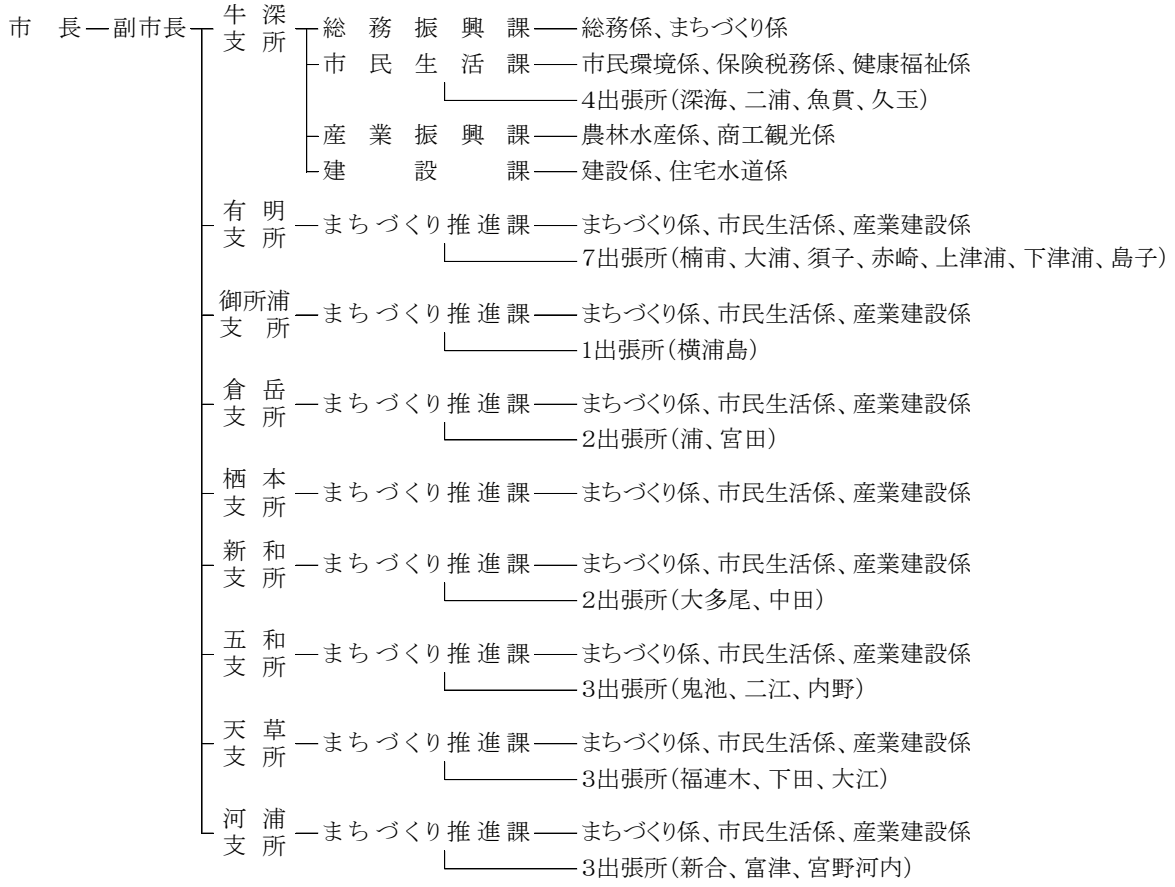 市長 副市長 牛深支所 総務振興課 総務係、まちづくり係
市民生活課 市民環境係、保険税務係、健康福祉係
4出張所(深海、二浦、魚貫、久玉)
産業振興課 農林水産係、商工観光係
建設課 建設係、住宅水道係
有明支所 まちづくり推進課 まちづくり係、市民生活係、産業建設係
7出張所(楠甫、大浦、須子、赤崎、上津浦、下津浦、島子)
御所浦支所 まちづくり推進課 まちづくり係、市民生活係、産業建設係
1出張所(横浦島)
倉岳支所 まちづくり推進課 まちづくり係、市民生活係、産業建設係
2出張所(浦、宮田)
栖本支所 まちづくり推進課 まちづくり係、市民生活係、産業建設係
新和支所 まちづくり推進課 まちづくり係、市民生活係、産業建設係
2出張所(大多尾、中田)
五和支所 まちづくり推進課 まちづくり係、市民生活係、産業建設係
3出張所(鬼池、二江、内野)
天草支所 まちづくり推進課 まちづくり係、市民生活係、産業建設係
3出張所(福連木、下田、大江)
河浦支所 まちづくり推進課 まちづくり係、市民生活係、産業建設係
3出張所(新合、富津、宮野河内)